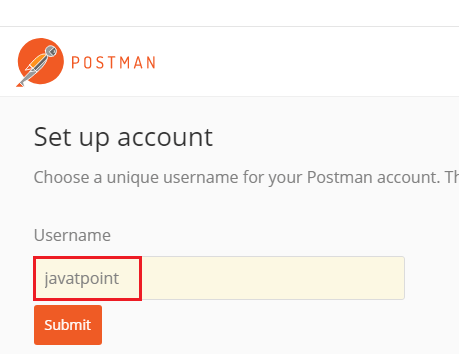 POSTMAN
Set up account
Choose a unique username for your Postman account. Th
Username
javatpoint
Submit